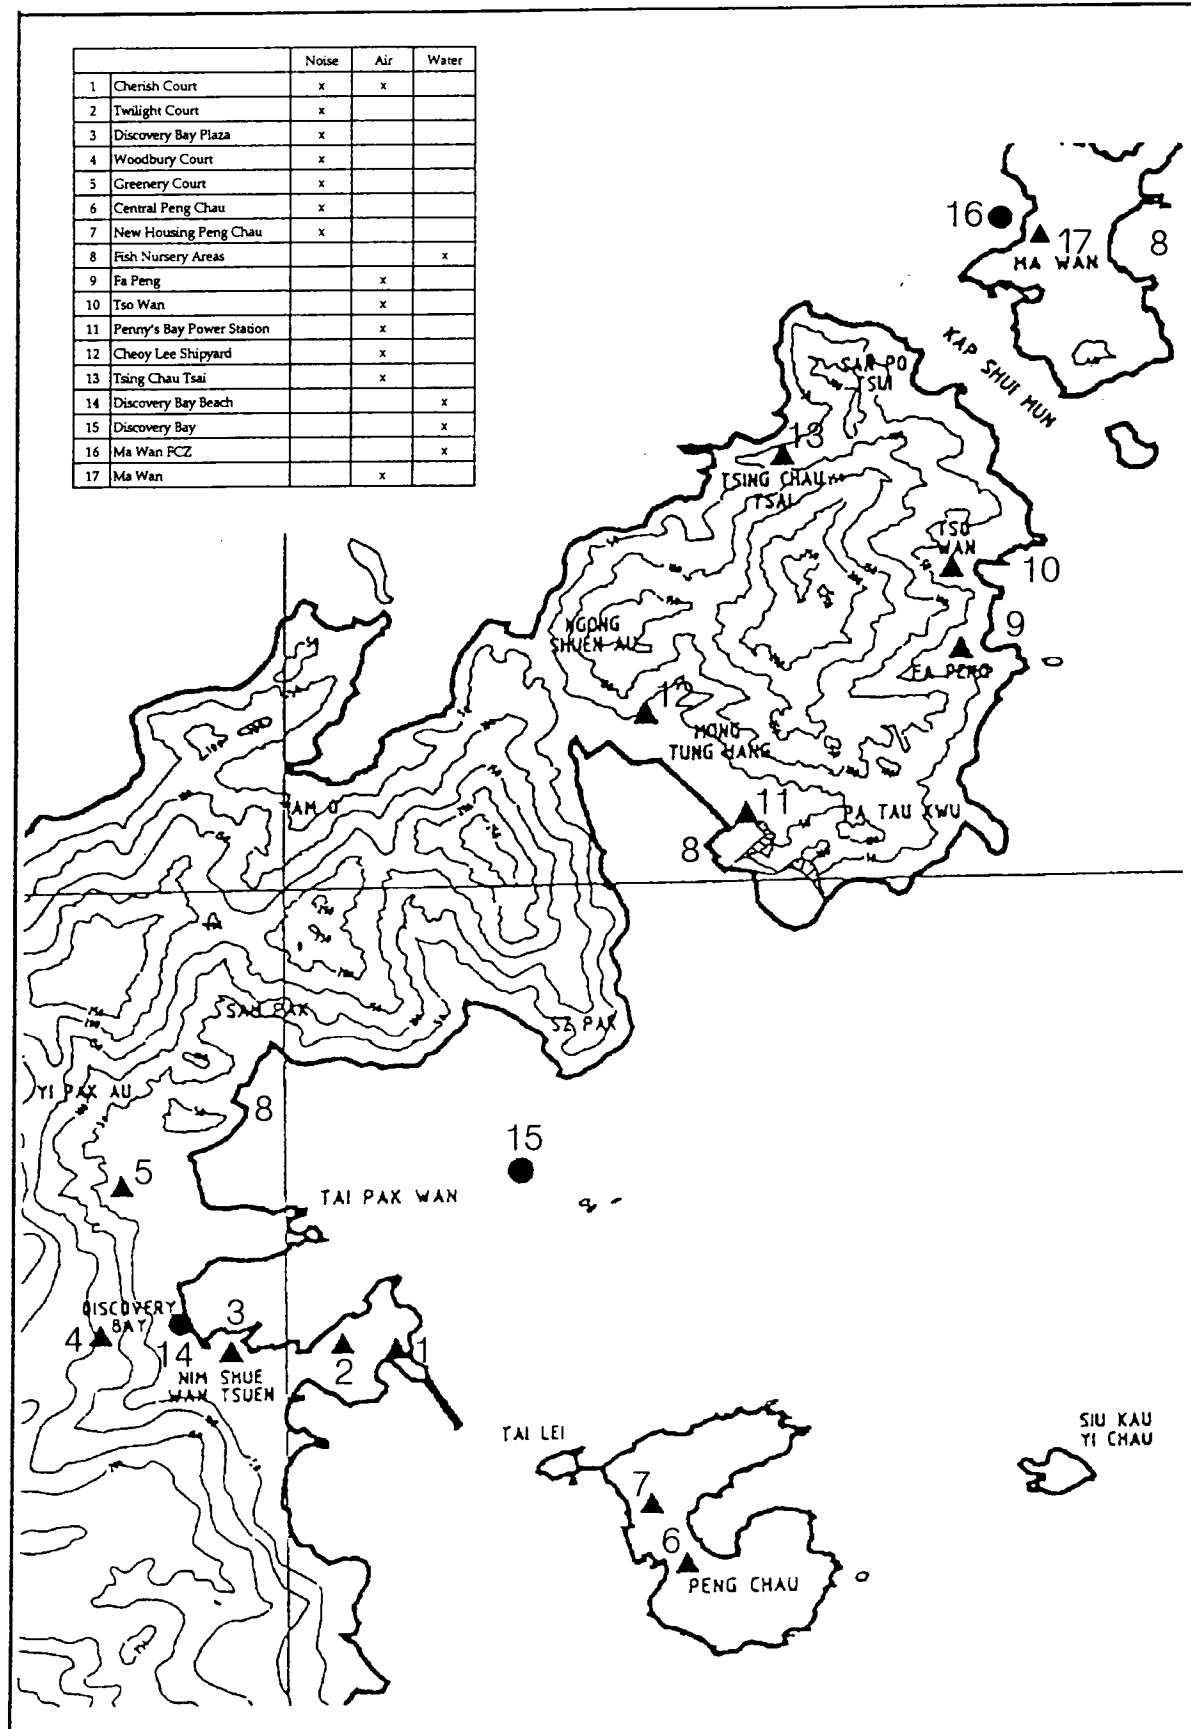 Noise Air Water
1 Cherish Court x x
2 Twilight Court x
3 Discovery Bay Plaza x
4 Woodbury Court x
5 Greenery Court x
6 Central Peng Chau x
7 New Housing Peng Chau x
8 Fish Nursery Areas x
9 Fa Peng x
10 Tso Wan x
11 Penny's Bay Power Station x
12 Cheoy Lee Shipyard x
13 Tsing Chau Tsai x
14 Discovery Bay Beach x
15 Discovery Bay x
16 Ma Wan FCZ x
17 Ma Wan x
16
17
8
MA WAN
KAP SHUI MUN
SAN PO
TSUI
13
TSING CHAU
TSAI
TSO
WAN
10
NGONG
SHUEN AU
9
FA PENG
12
MONG
TUNG HANG
YAM O
11
PA TAU KWU
8
SAM PAK
SZ PAK
YI PAK AU
8
15
5
TAI PAK WAN
DISCOVERY
BAY
3
4
14
2
1
NIM SHUE
WAN TSUEN
TAI LEI
SIU KAU
YI CHAU
7
6
PENG CHAU